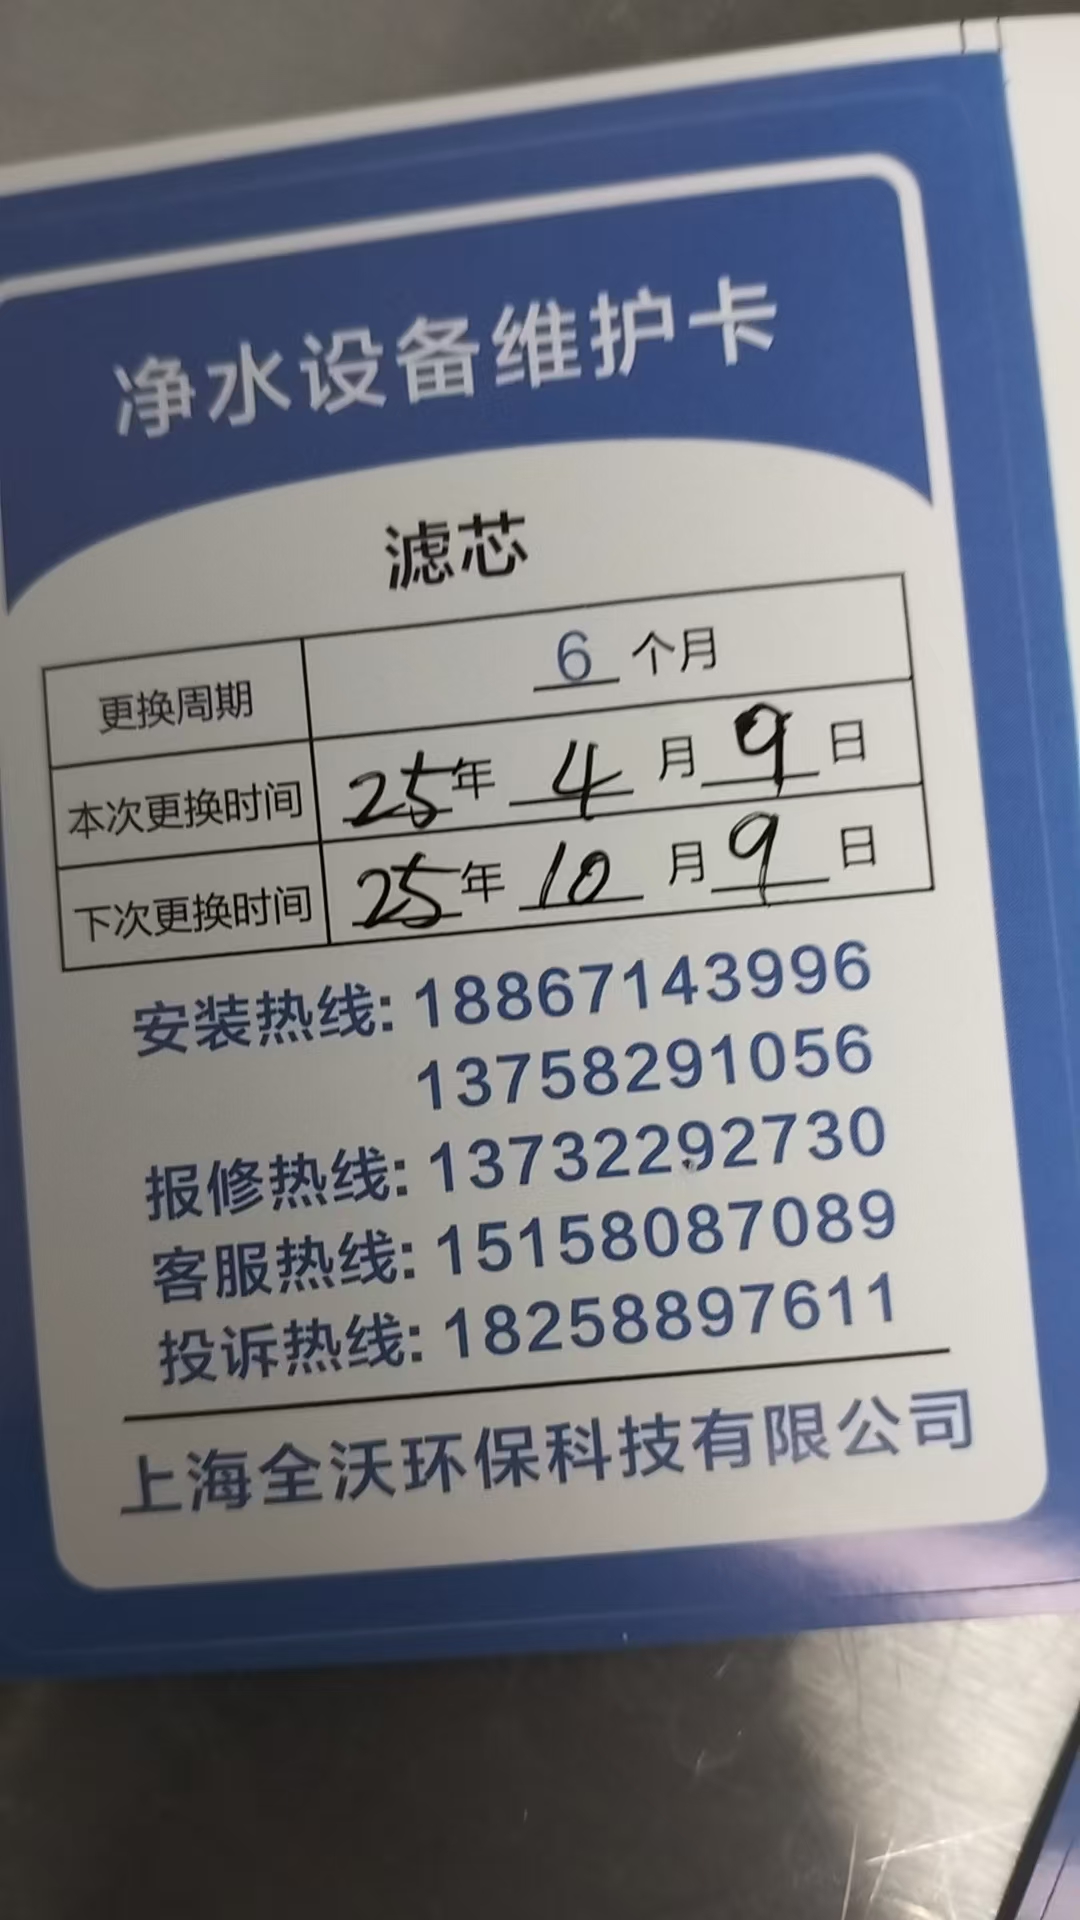 净水设备维护卡
滤芯
更换周期 6 个月
本次更换时间 25年 4 月 9 日
下次更换时间 25年 10 月 9 日
安装热线: 18867143996
13758291056
报修热线: 13732292730
客服热线: 15158087089
投诉热线: 18258897611
上海全沃环保科技有限公司